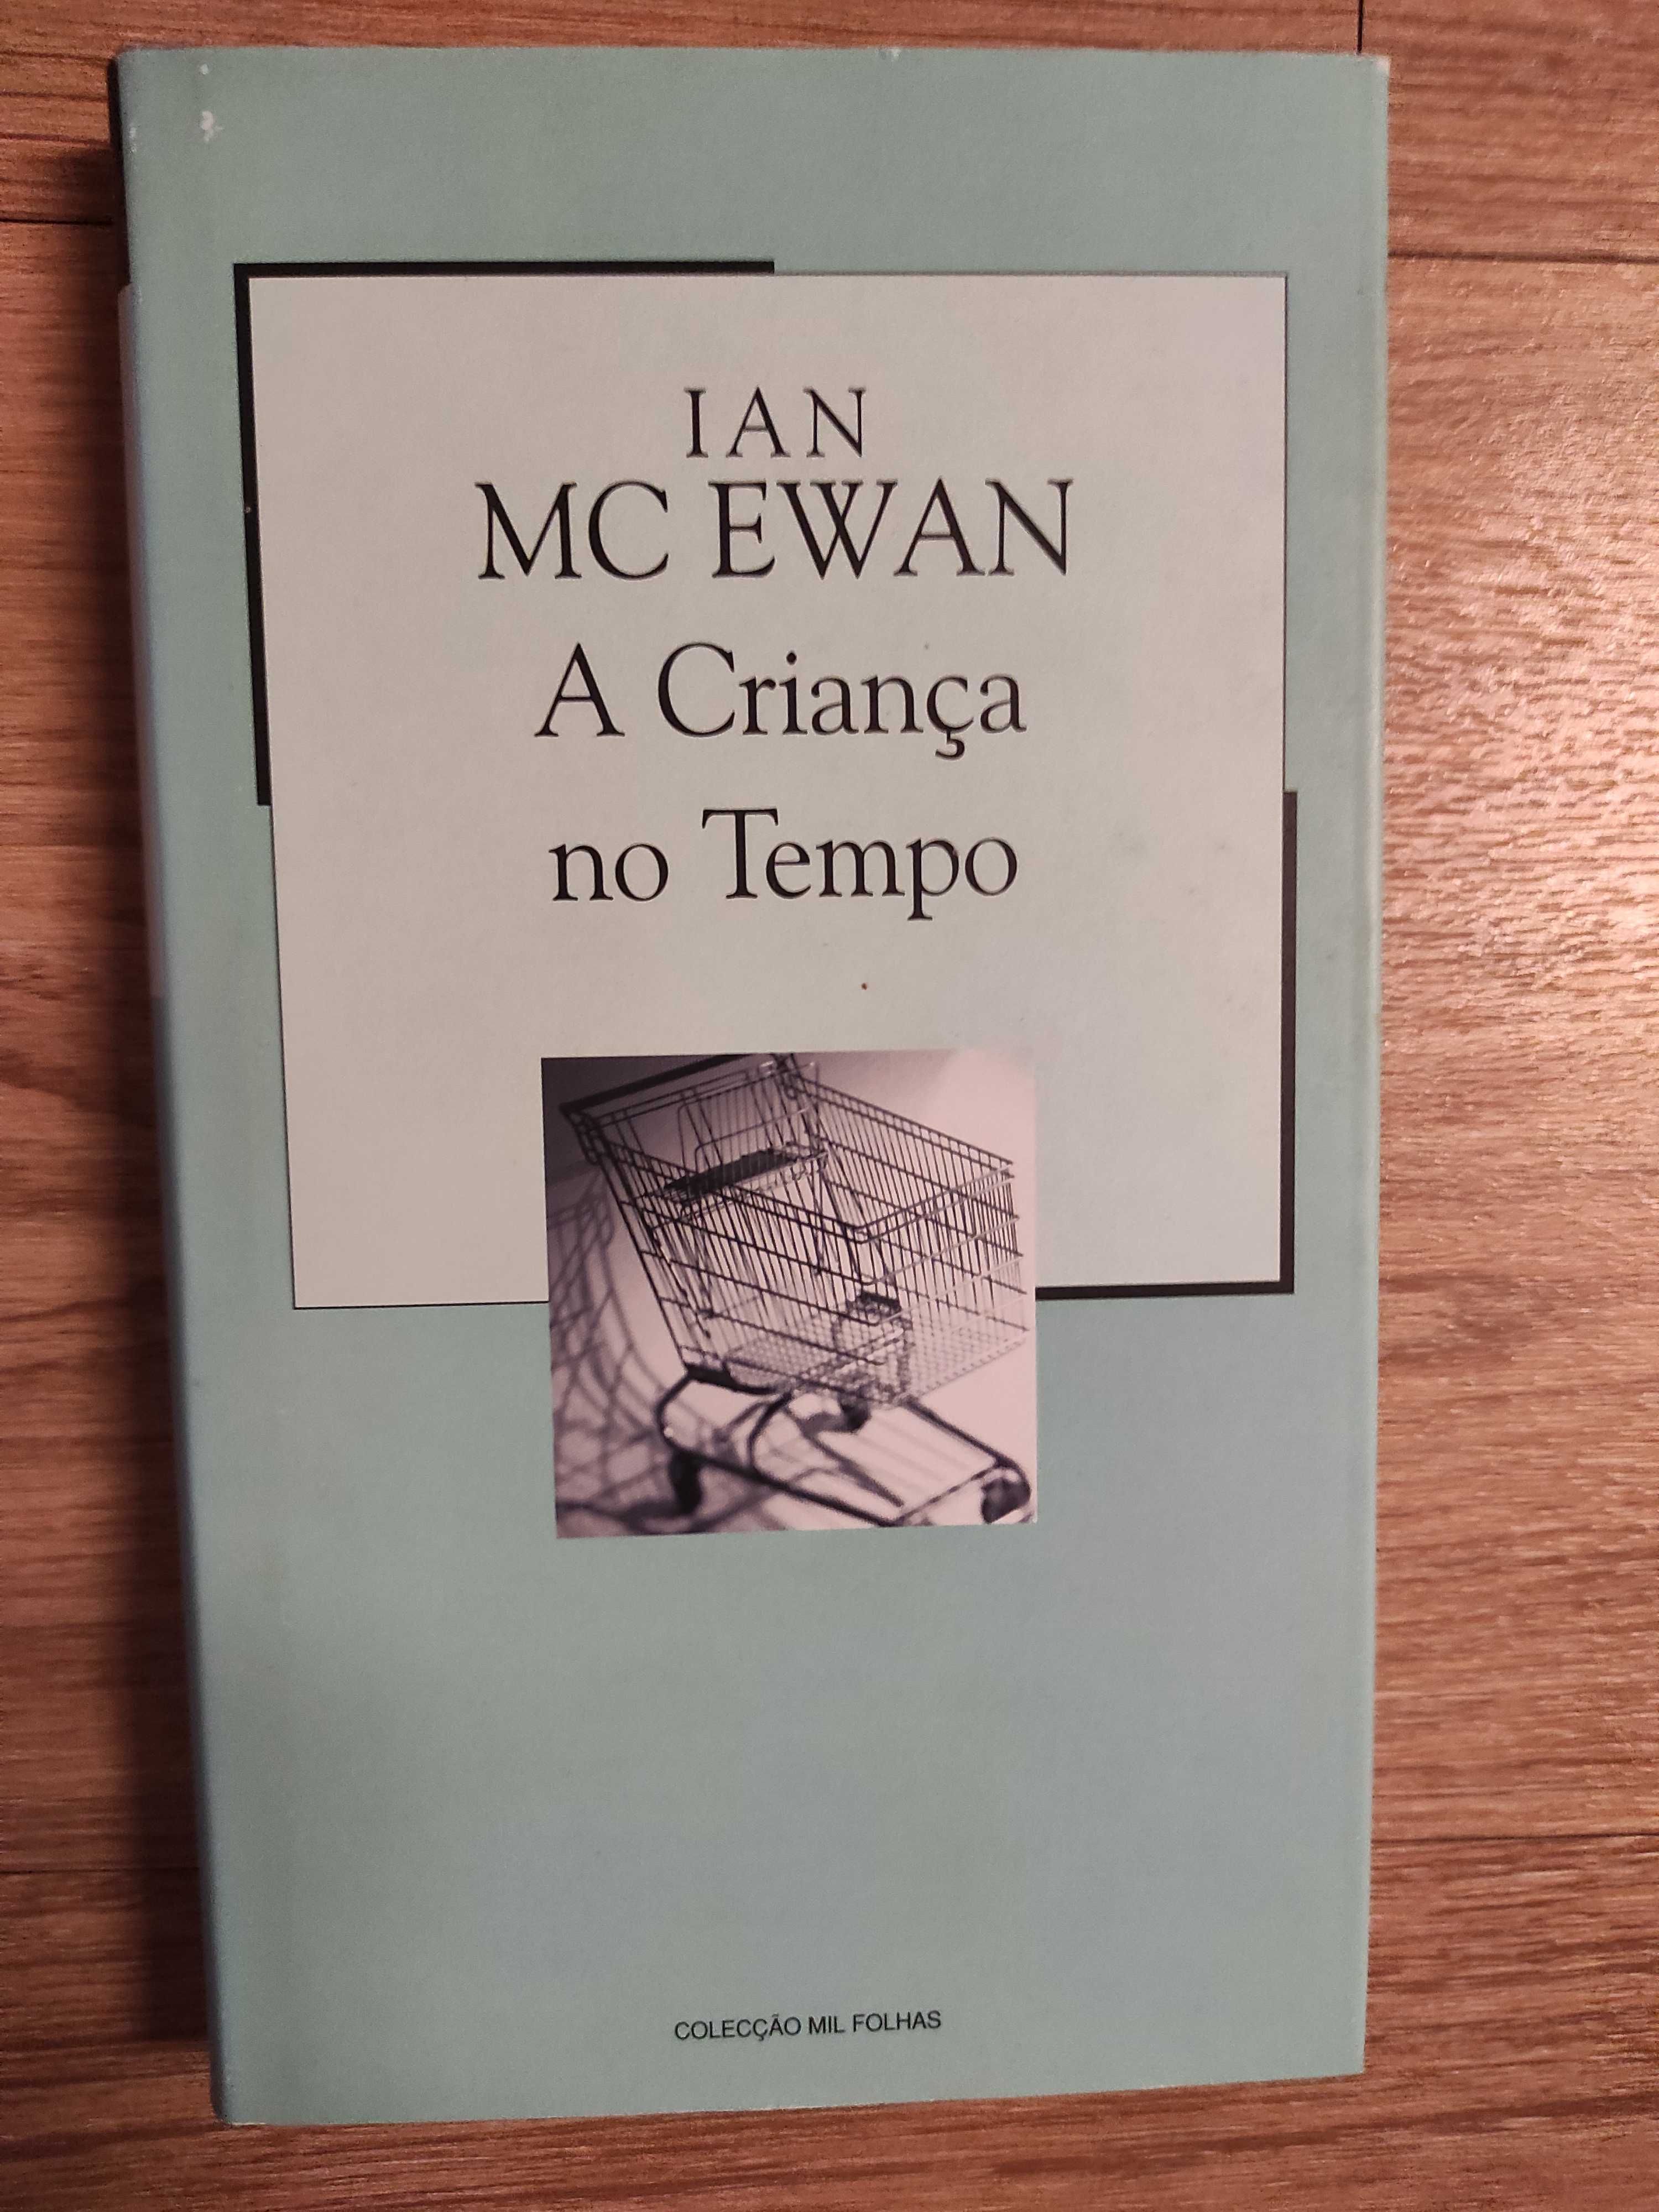 IAN
MC EWAN
A Criança
no Tempo
COLECÇÃO MIL FOLHAS